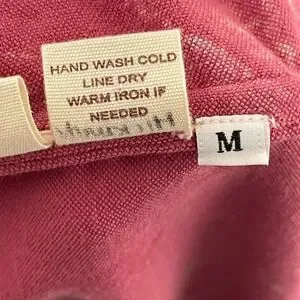 HAND WASH COLD
LINE DRY
WARM IRON IF
NEEDED
M